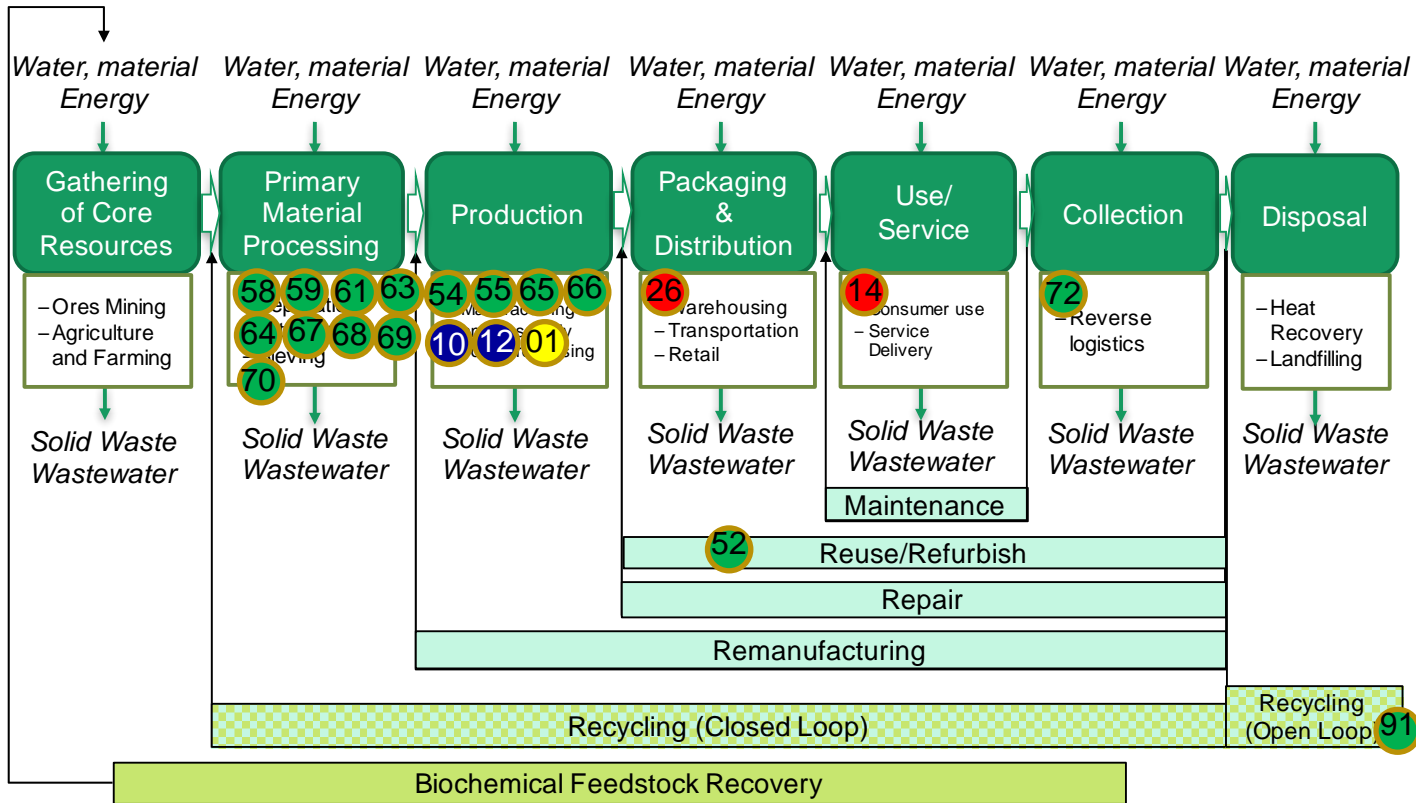 Water, material
Energy
Water, material
Energy
Water, material
Energy
Water, material
Energy
Water, material
Energy
Water, material
Energy
Water, material
Energy
Gathering
of Core
Resources
Primary
Material
Processing
Production
Packaging
&
Distribution
Use/
Service
Collection
Disposal
– Ores Mining
– Agriculture
and Farming
58 59 61 63
64 67 68 69
70
54 55 65 66
10 12 01
26
– Transportation
– Retail
14
Consumer use
– Service
Delivery
72
– Reverse
logistics
– Heat
Recovery
– Landfilling
Solid Waste
Wastewater
Solid Waste
Wastewater
Solid Waste
Wastewater
Solid Waste
Wastewater
Solid Waste
Wastewater
Solid Waste
Wastewater
Solid Waste
Wastewater
Maintenance
52
Reuse/Refurbish
Repair
Remanufacturing
Recycling (Closed Loop)
Recycling
(Open Loop)
91
Biochemical Feedstock Recovery